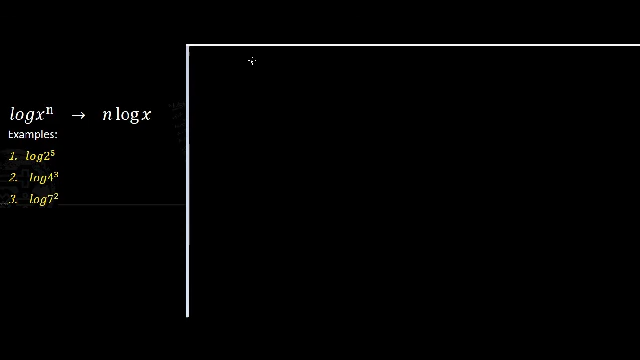 logxⁿ → n log x
Examples:
1. log2⁵
2. log4³
3. log7²